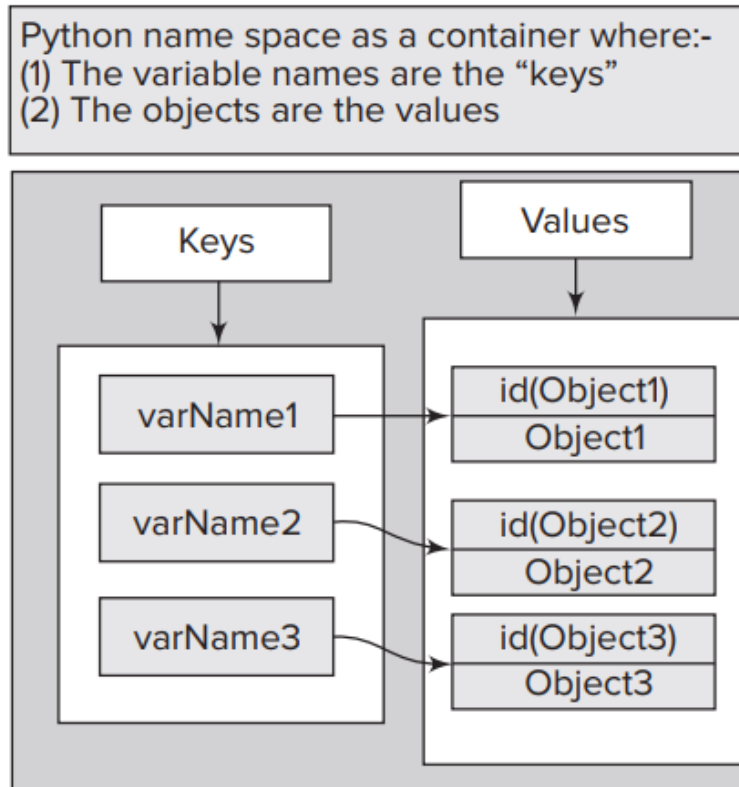 Python name space as a container where:-
(1) The variable names are the “keys”
(2) The objects are the values
Keys
Values
varName1
id(Object1)
Object1
varName2
id(Object2)
Object2
varName3
id(Object3)
Object3